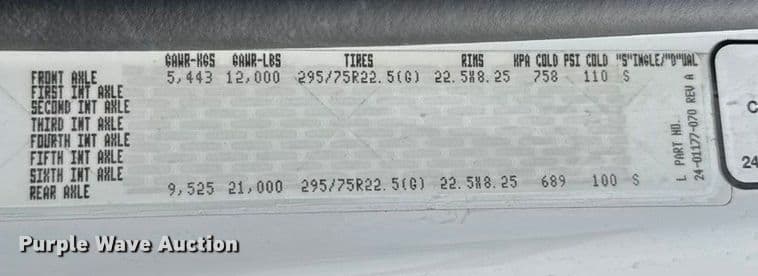 GAWR-KGS GAWR-LBS TIRES RIMS KPA COLD PSI COLD "S"INGLE/"D"UAL
FRONT AXLE 5,443 12,000 295/75R22.5(G) 22.5X8.25 758 110 S
FIRST INT AXLE
SECOND INT AXLE
THIRD INT AXLE
FOURTH INT AXLE
FIFTH INT AXLE
SIXTH INT AXLE
REAR AXLE 9,525 21,000 295/75R22.5(G) 22.5X8.25 689 100 S
L PART NO.
24-01177-070 REV A
C
24
Purple Wave Auction